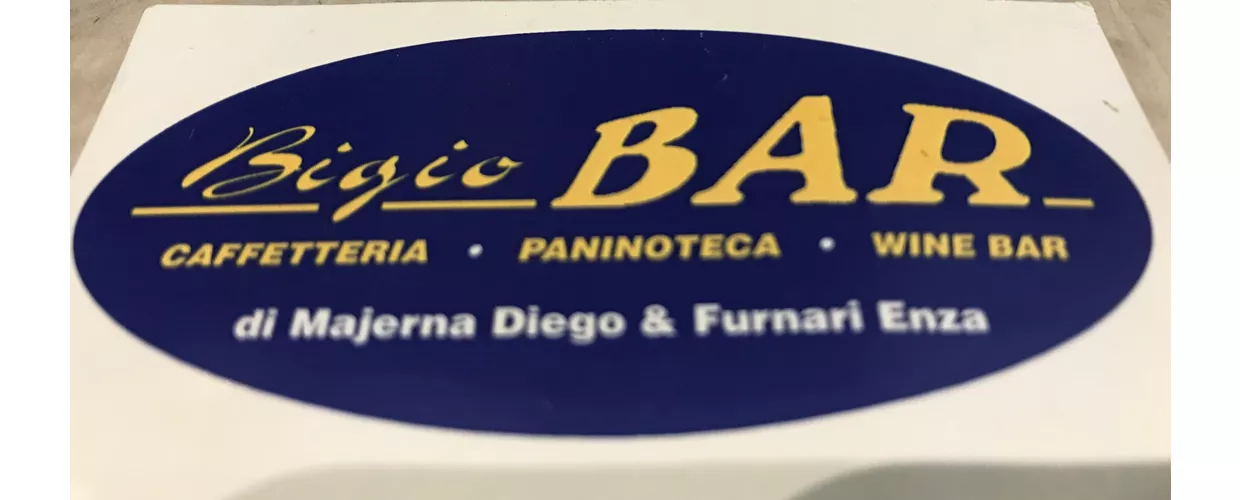 Bigio BAR
CAFFETTERIA • PANINOTECA • WINE BAR
di Majerna Diego & Furnari Enza